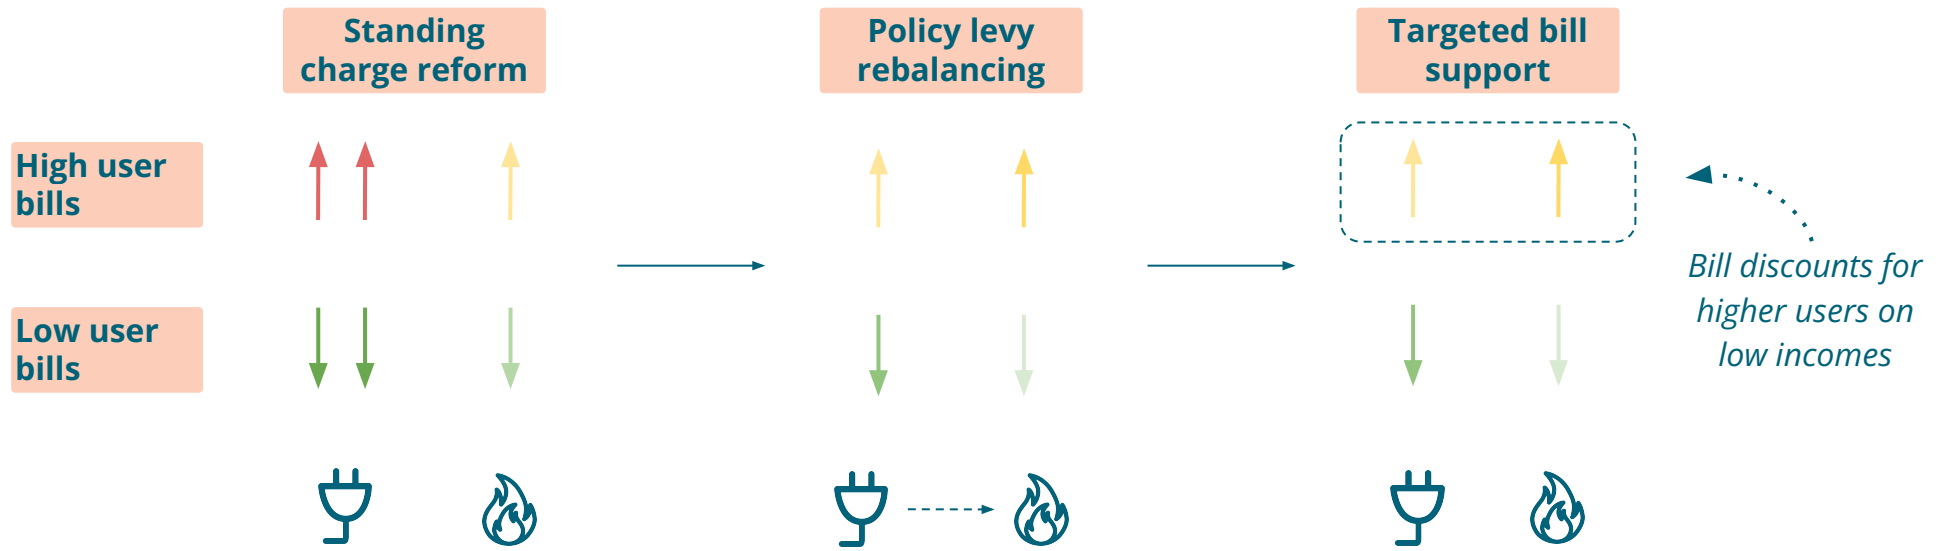 Standing
charge reform
Policy levy
rebalancing
Targeted bill
support
High user
bills
Low user
bills
Bill discounts for
higher users on
low incomes